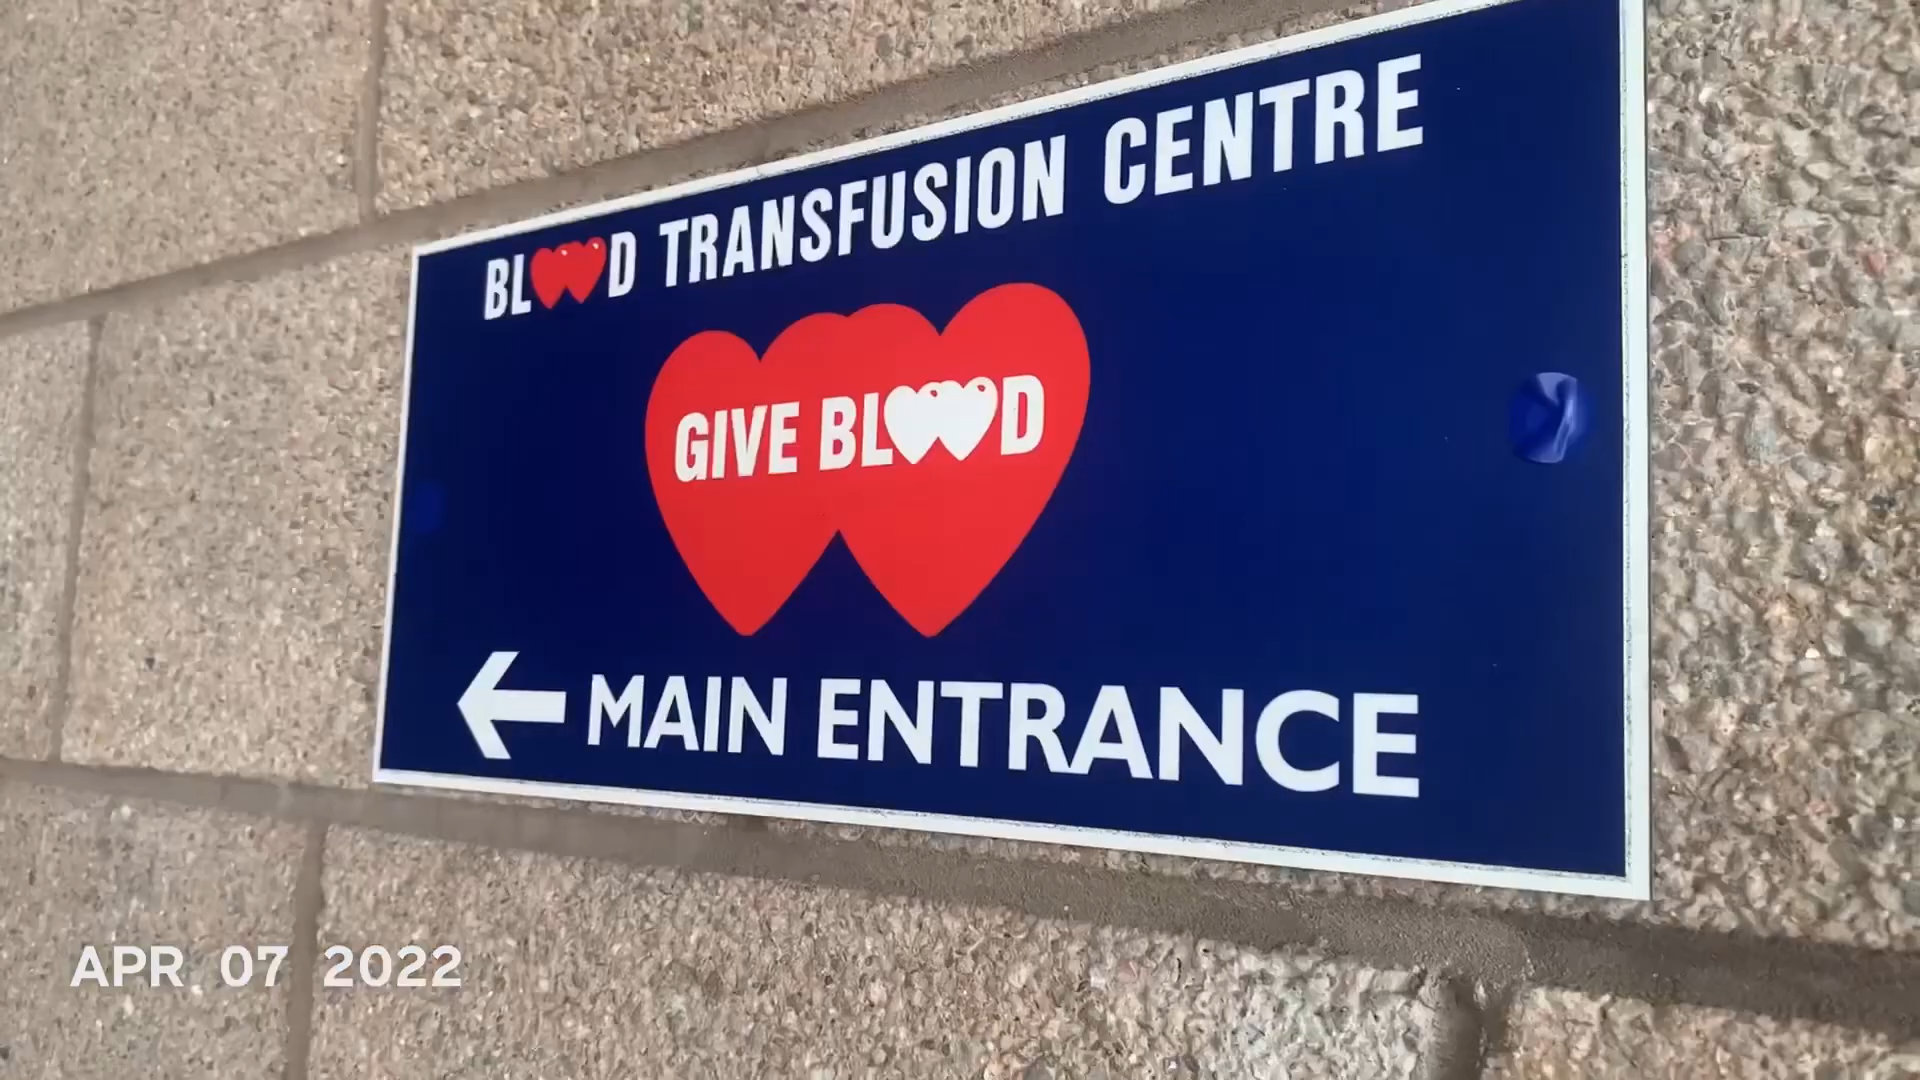 BLOOD TRANSFUSION CENTRE
GIVE BLOOD
MAIN ENTRANCE
APR 07 2022